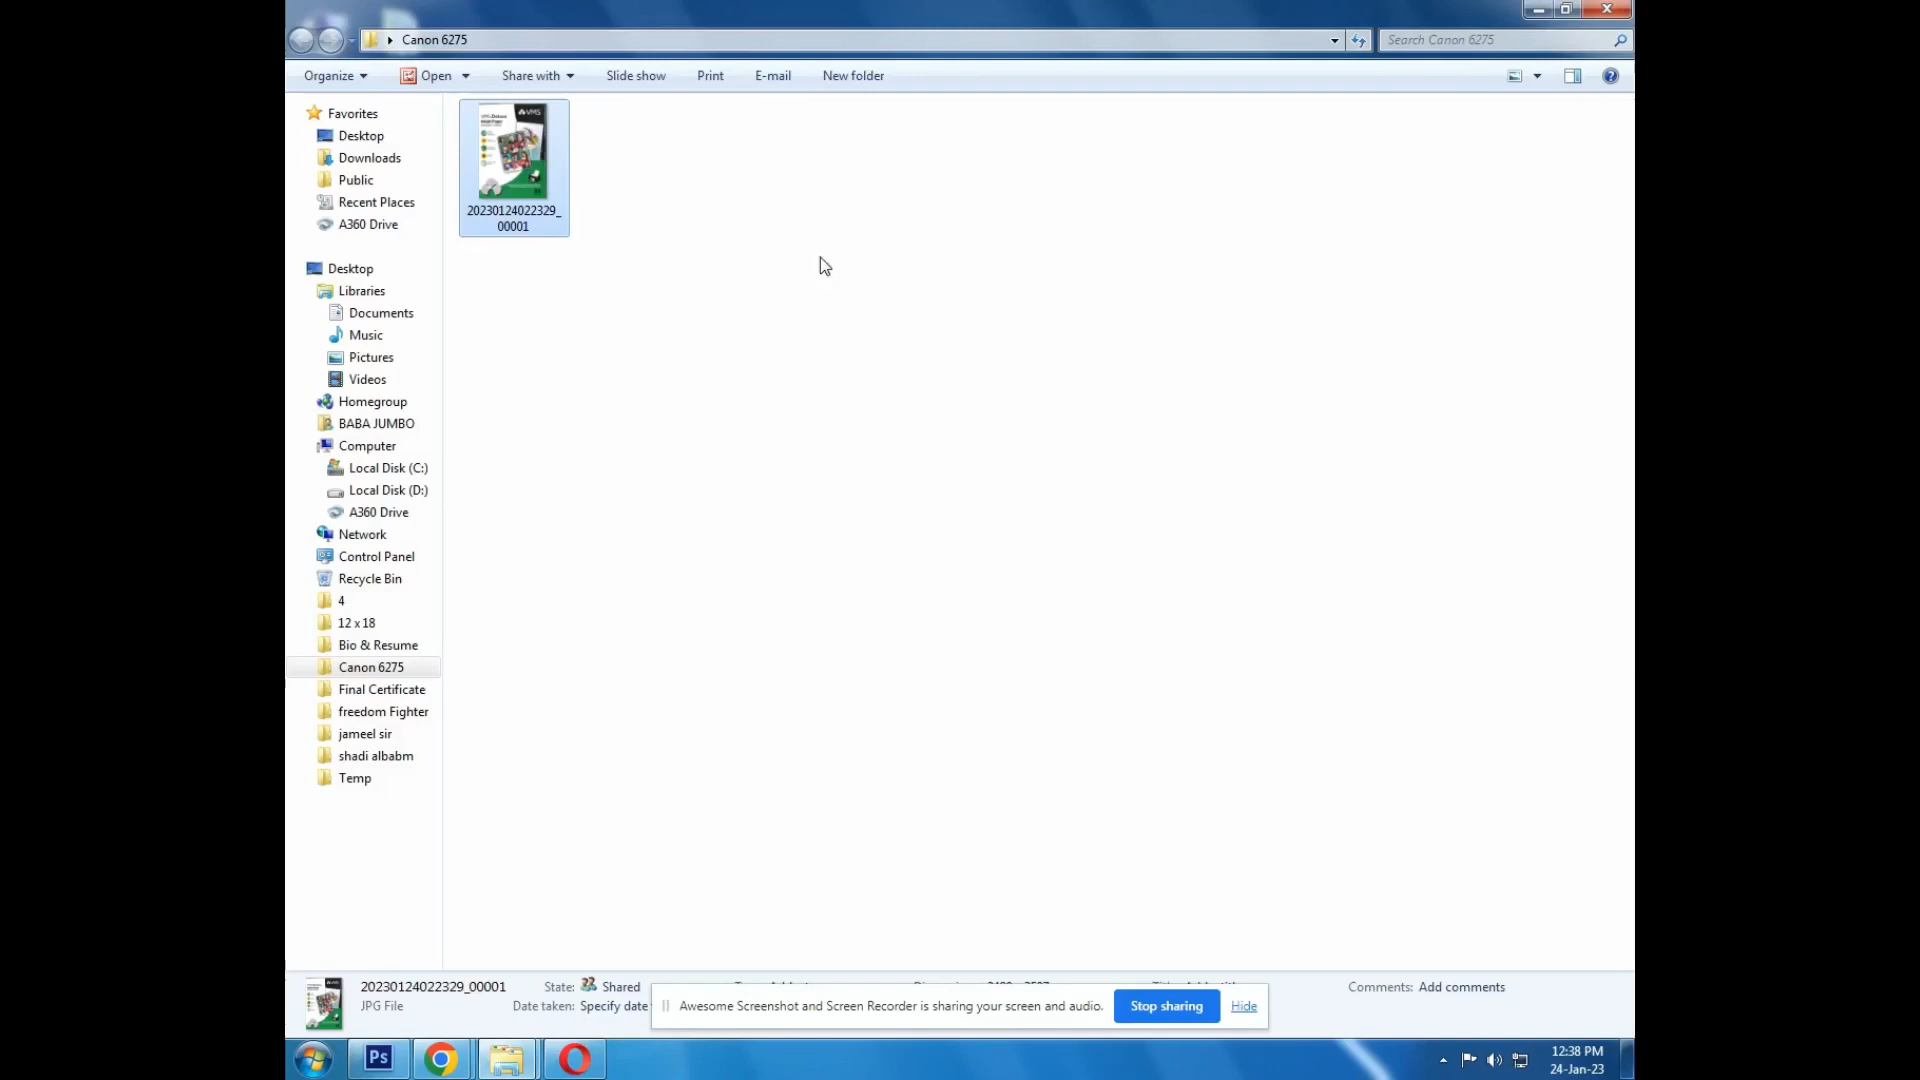 Canon 6275
Search Canon 6275
Organize
Open
Share with
Slide show
Print
E-mail
New folder
Favorites
Desktop
Downloads
Public
Recent Places
A360 Drive
Desktop
Libraries
Documents
Music
Pictures
Videos
Homegroup
BABA JUMBO
Computer
Local Disk (C:)
Local Disk (D:)
A360 Drive
Network
Control Panel
Recycle Bin
4
12 x 18
Bio & Resume
Canon 6275
Final Certificate
freedom Fighter
jameel sir
shadi albabm
Temp
VMS
20230124022329_
00001
20230124022329_00001
State: Shared
Comments: Add comments
JPG File
Date taken: Specify date
Awesome Screenshot and Screen Recorder is sharing your screen and audio.
Stop sharing
Hide
Ps
12:38 PM
24-Jan-23